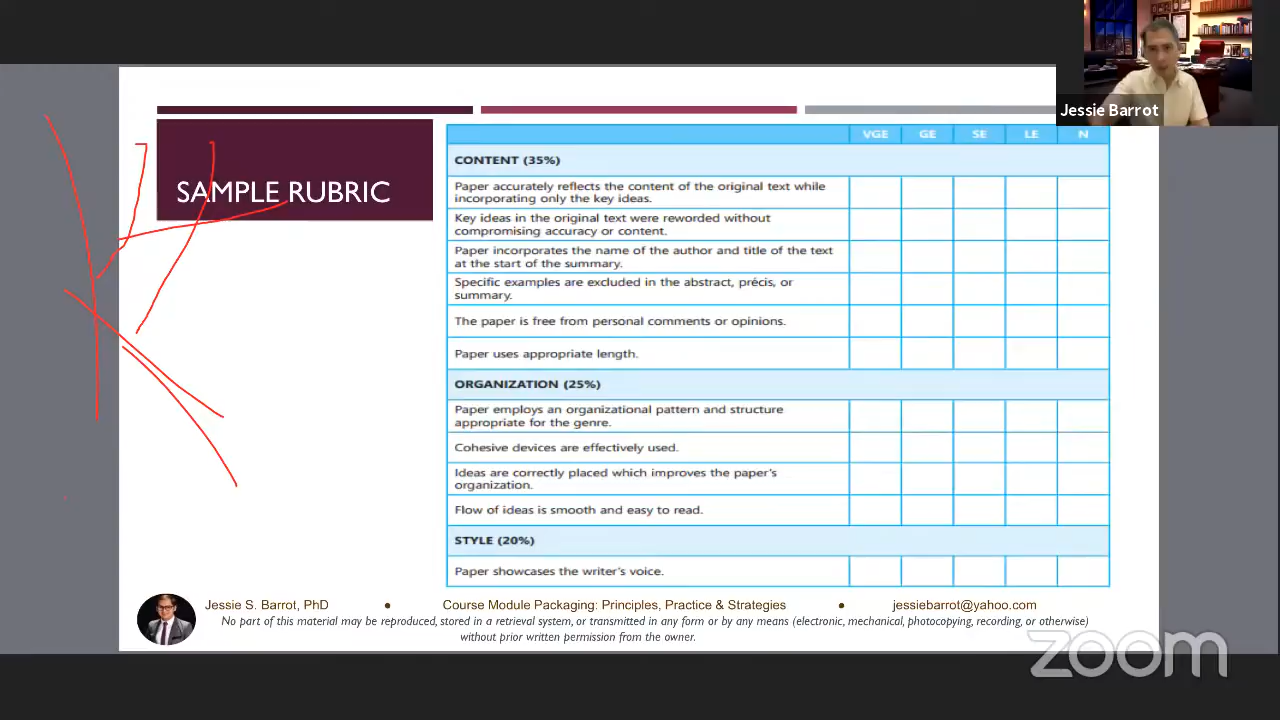 Jessie Barrot
SAMPLE RUBRIC
VGE GE SE LE N
CONTENT (35%)
Paper accurately reflects the content of the original text while
incorporating only the key ideas.
Key ideas in the original text were reworded without
compromising accuracy or content.
Paper incorporates the name of the author and title of the text
at the start of the summary.
Specific examples are excluded in the abstract, précis, or
summary.
The paper is free from personal comments or opinions.
Paper uses appropriate length.
ORGANIZATION (25%)
Paper employs an organizational pattern and structure
appropriate for the genre.
Cohesive devices are effectively used.
Ideas are correctly placed which improves the paper's
organization.
Flow of ideas is smooth and easy to read.
STYLE (20%)
Paper showcases the writer's voice.
Jessie S. Barrot, PhD ● Course Module Packaging: Principles, Practice & Strategies ● jessiebarrot@yahoo.com
No part of this material may be reproduced, stored in a retrieval system, or transmitted in any form or by any means (electronic, mechanical, photocopying, recording, or otherwise)
without prior written permission from the owner.
zoom